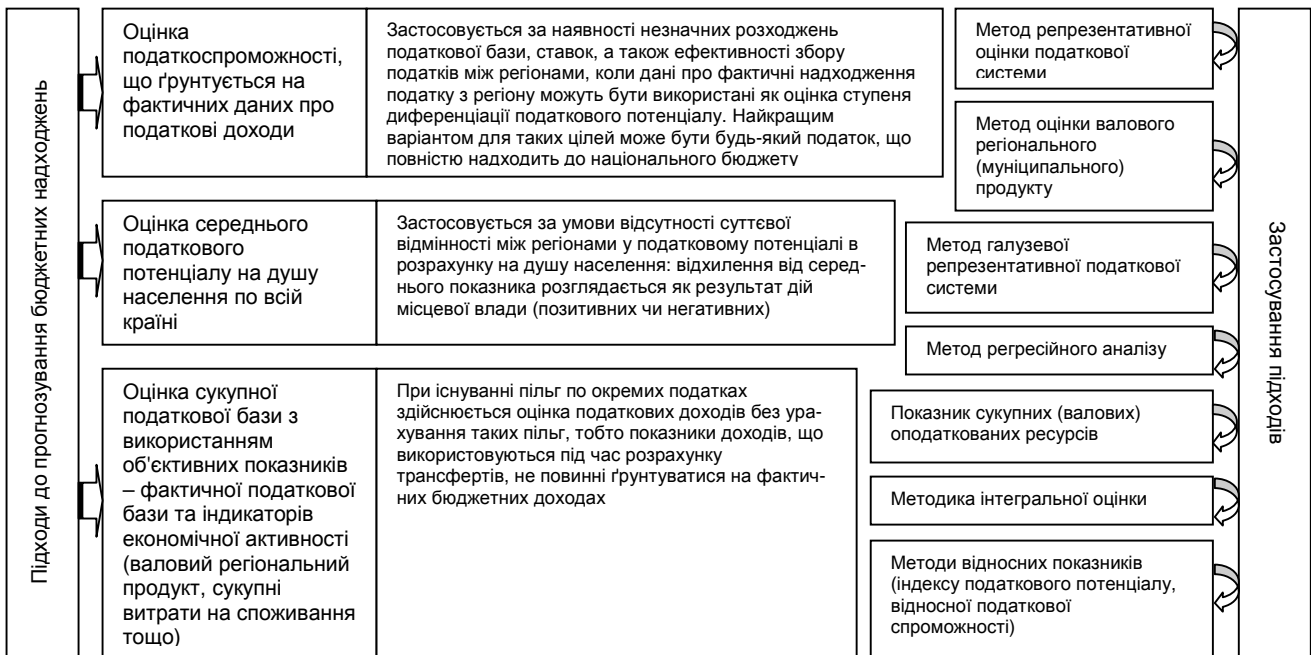 Підходи до прогнозування бюджетних надходжень
Оцінка
податкоспроможності,
що ґрунтується на
фактичних даних про
податкові доходи
Застосовується за наявності незначних розходжень
податкової бази, ставок, а також ефективності збору
податків між регіонами, коли дані про фактичні надходження
податку з регіону можуть бути використані як оцінка ступеня
диференціації податкового потенціалу. Найкращим
варіантом для таких цілей може бути будь-який податок, що
повністю надходить до національного бюджету
Оцінка середнього
податкового
потенціалу на душу
населення по всій
країні
Застосовується за умови відсутності суттєвої
відмінності між регіонами у податковому потенціалі в
розрахунку на душу населення: відхилення від серед-
нього показника розглядається як результат дій
місцевої влади (позитивних чи негативних)
Оцінка сукупної
податкової бази з
використанням
об'єктивних показників
– фактичної податкової
бази та індикаторів
економічної активності
(валовий регіональний
продукт, сукупні
витрати на споживання
тощо)
При існуванні пільг по окремих податках
здійснюється оцінка податкових доходів без ура-
хування таких пільг, тобто показники доходів, що
використовуються під час розрахунку
трансфертів, не повинні ґрунтуватися на фактич-
них бюджетних доходах
Метод репрезентативної
оцінки податкової
системи
Метод оцінки валового
регіонального
(муніципального)
продукту
Метод галузевої
репрезентативної податкової
системи
Метод регресійного аналізу
Показник сукупних (валових)
оподаткованих ресурсів
Методика інтегральної оцінки
Методи відносних показників
(індексу податкового потенціалу,
відносної податкової
спроможності)
Застосування підходів